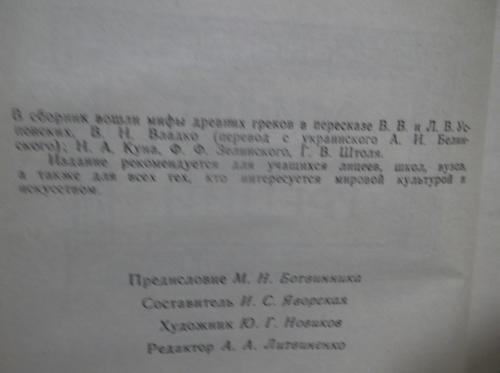 В сборник вошли мифы древних греков в пересказе В. В. и Л. В. Ус-
пенских, В. Н. Владко (перевод с украинского А. И. Белин-
ского); Н. А. Куна, Ф. Ф. Зелинского, Г. В. Штоля.
Издание рекомендуется для учащихся лицеев, школ, вузов,
а также для всех тех, кто интересуется мировой культурой и
искусством.
Предисловие М. Н. Ботвинника
Составитель И. С. Яворская
Художник Ю. Г. Новиков
Редактор А. А. Литвиненко